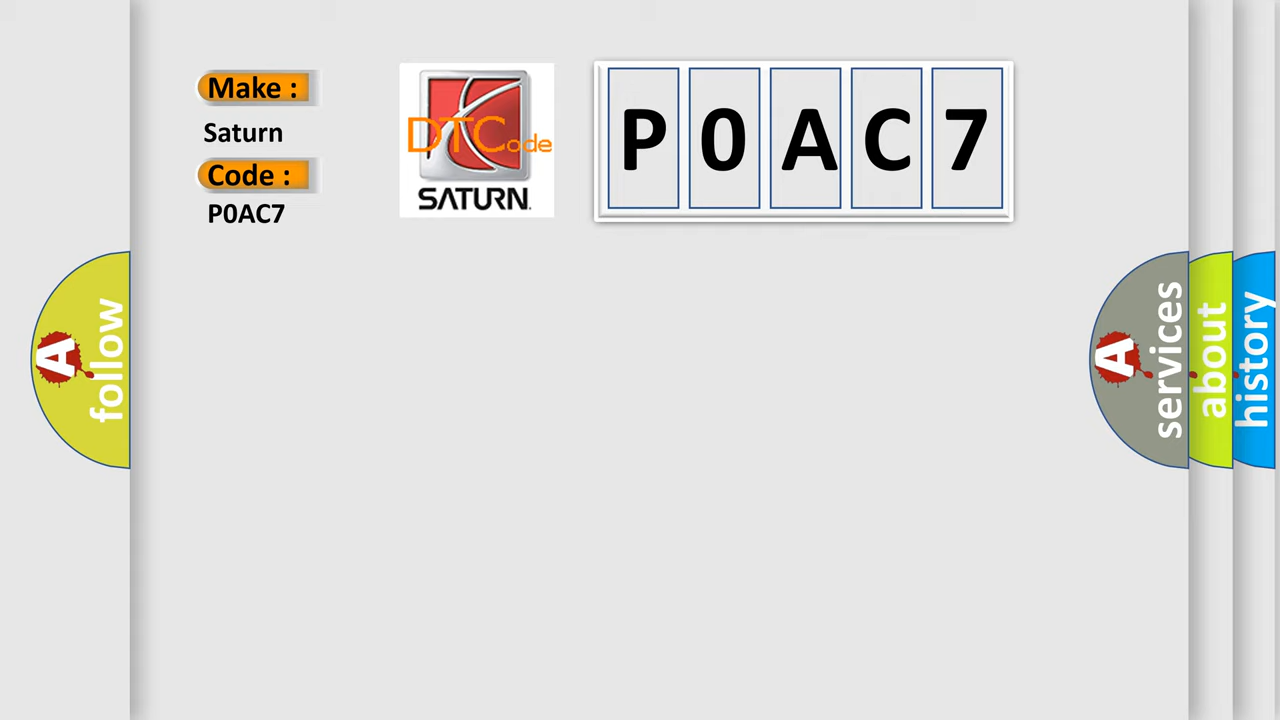 Make :
Saturn
Code :
P0AC7
DTCode
SATURN
P 0 A C 7
A follow
A services
about
history